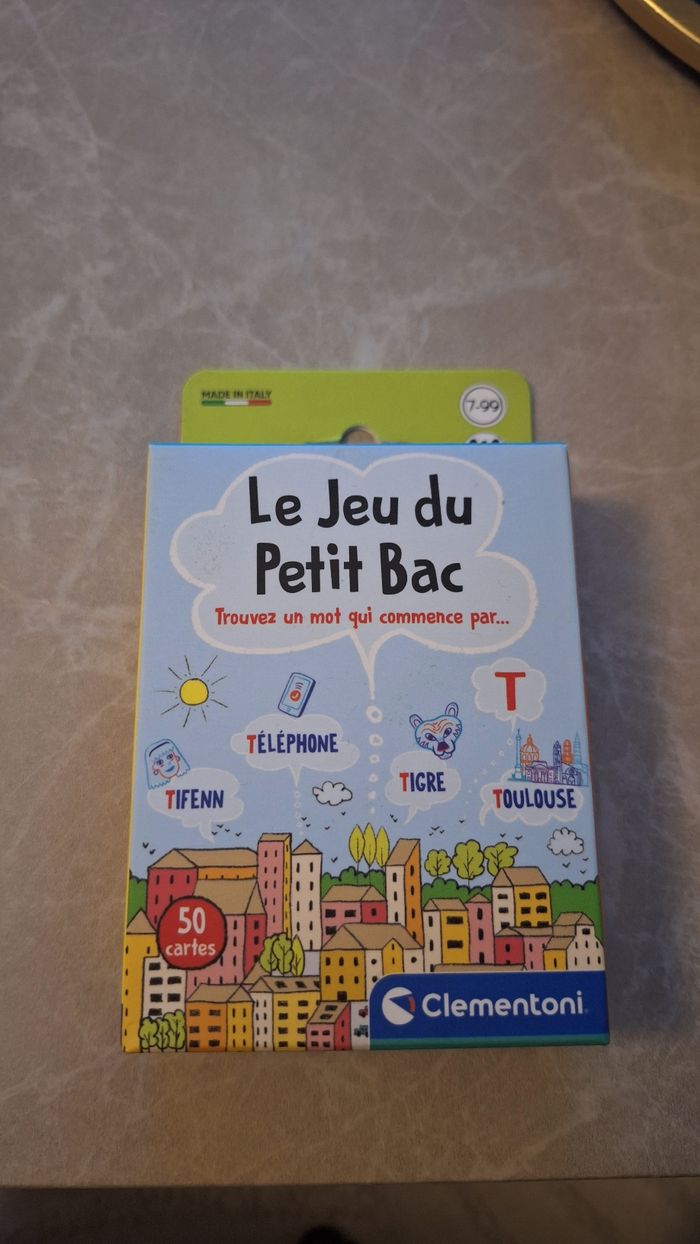 MADE IN ITALY
7-99
Le Jeu du
Petit Bac
Trouvez un mot qui commence par...
T
TÉLÉPHONE
TIGRE
TIFENN
TOULOUSE
50
cartes
Clementoni